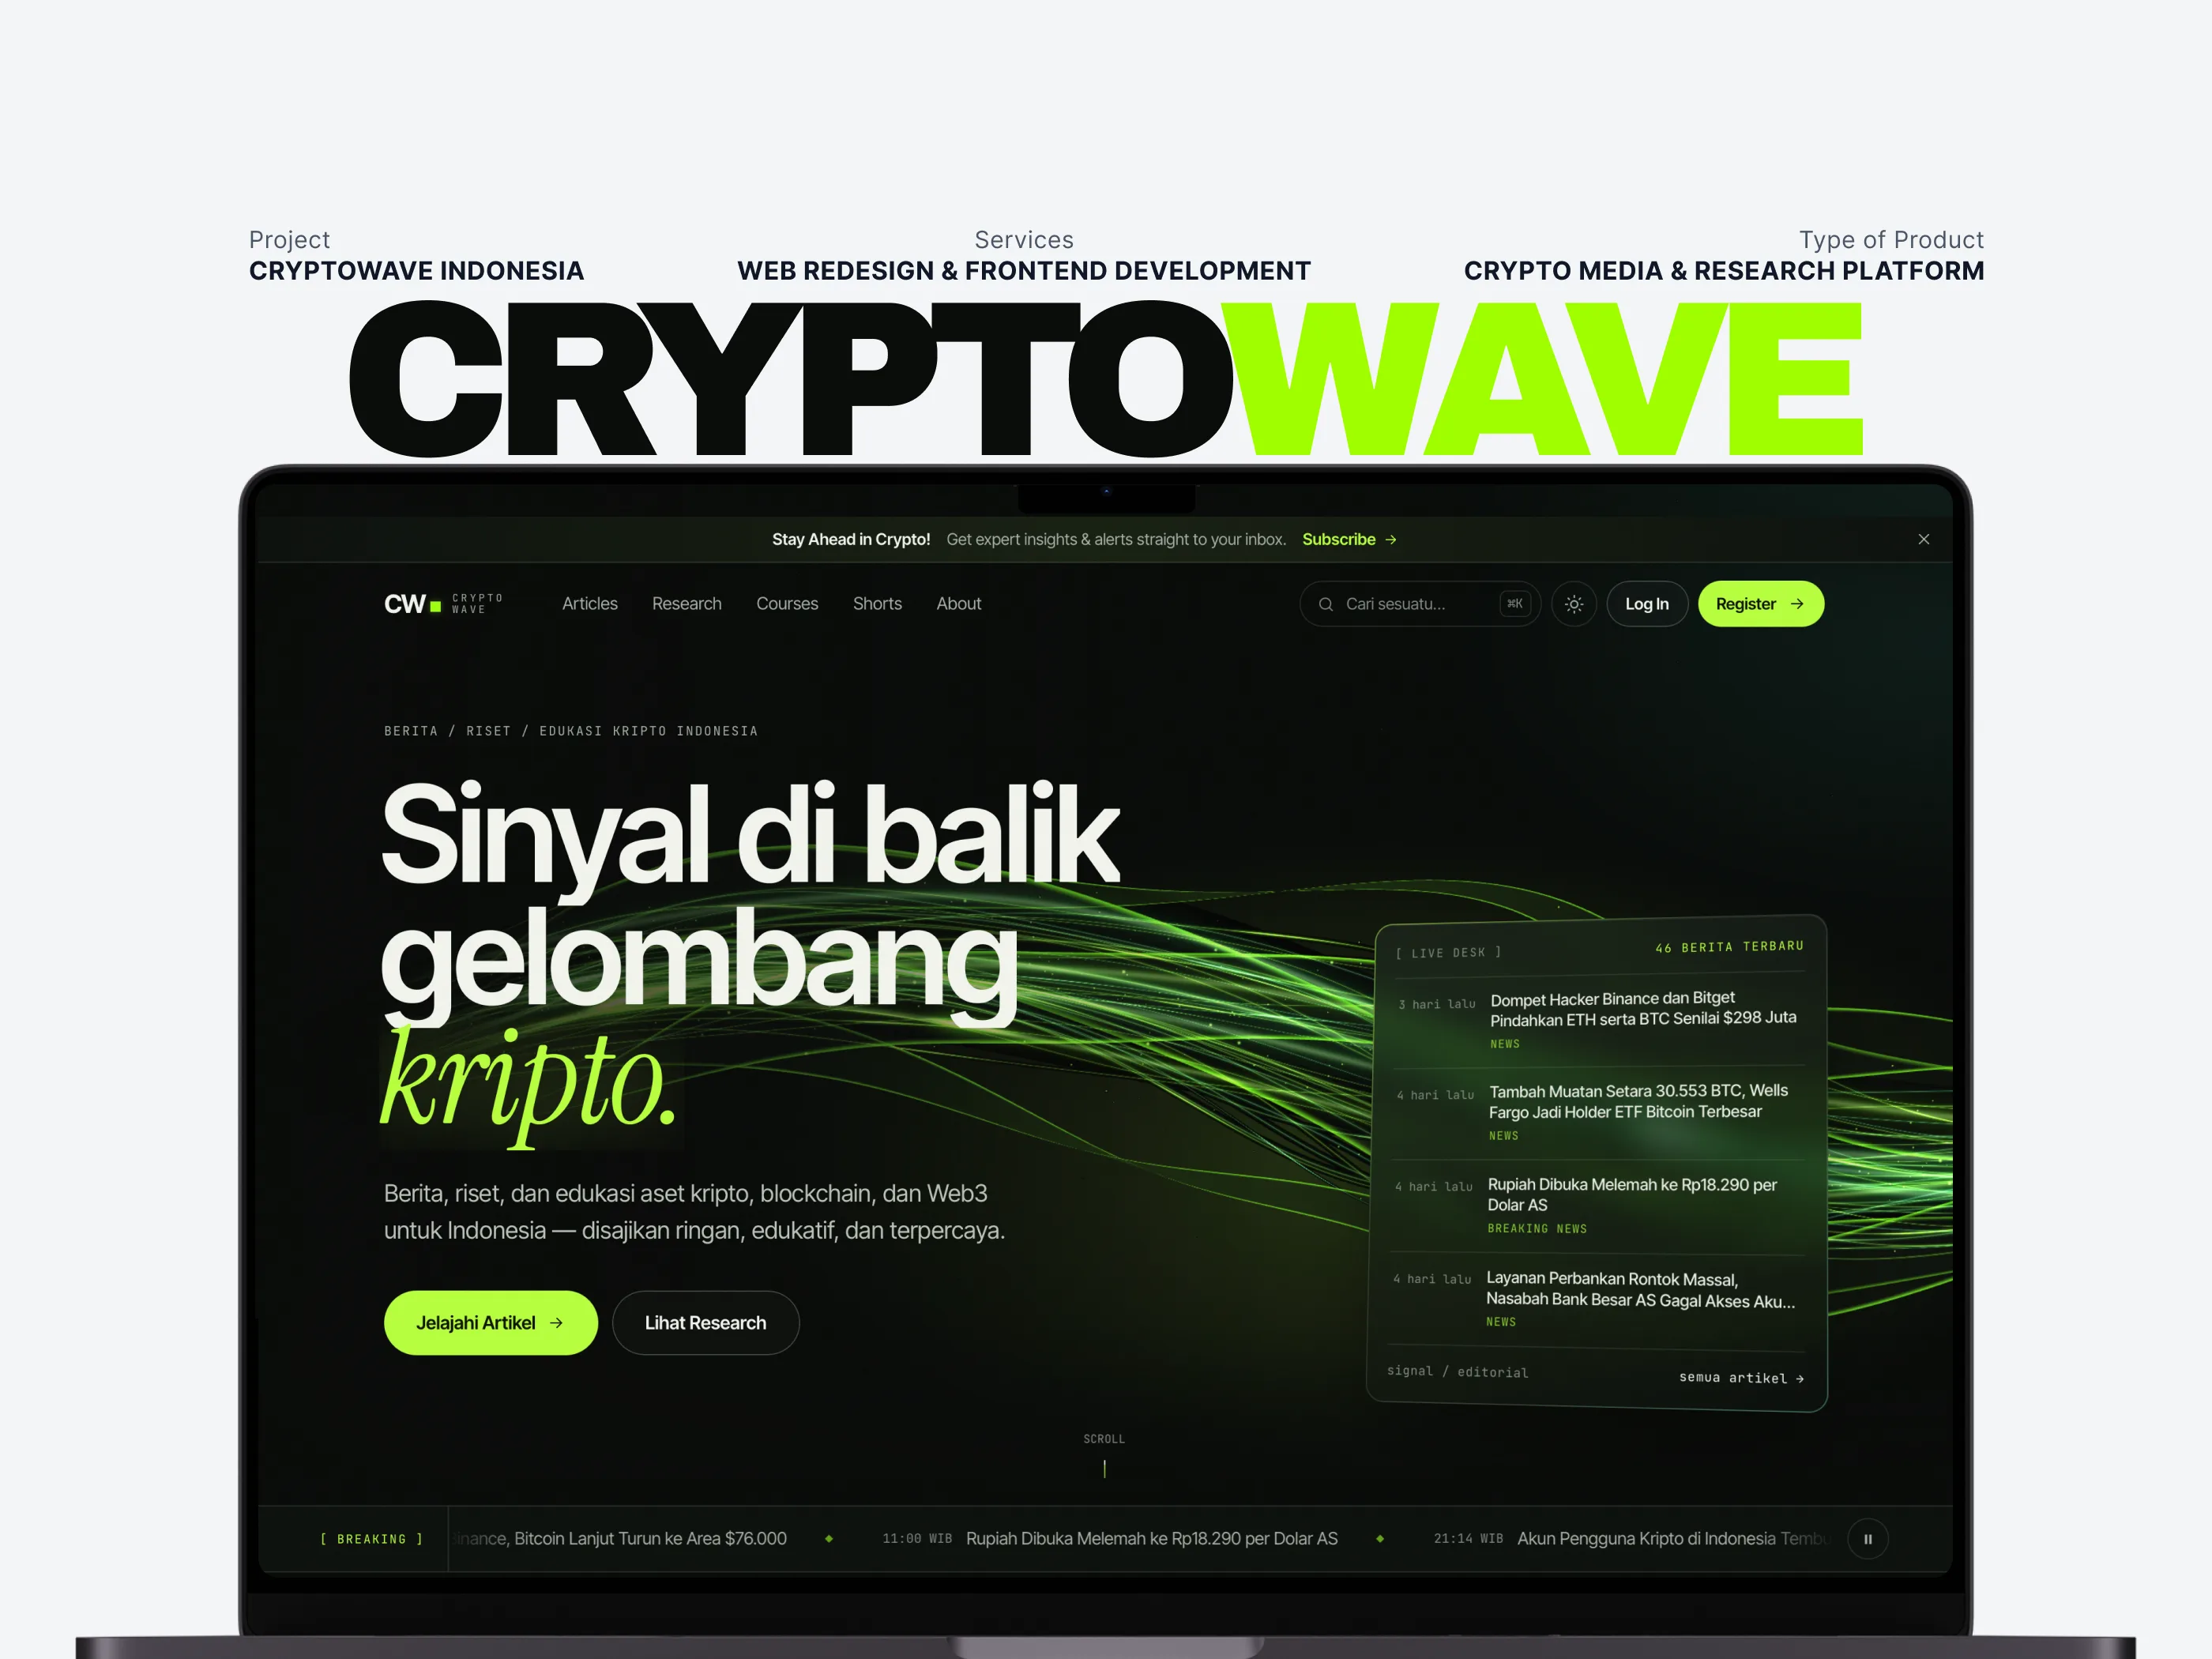 Project
CRYPTOWAVE INDONESIA
Services
WEB REDESIGN & FRONTEND DEVELOPMENT
Type of Product
CRYPTO MEDIA & RESEARCH PLATFORM
CRYPTOWAVE
Stay Ahead in Crypto! Get expert insights & alerts straight to your inbox. Subscribe →
CW CRYPTO
WAVE
Articles Research Courses Shorts About
Cari sesuatu... ⌘K
Log In
Register →
BERITA / RISET / EDUKASI KRIPTO INDONESIA
Sinyal di balik
gelombang
kripto.
Berita, riset, dan edukasi aset kripto, blockchain, dan Web3
untuk Indonesia — disajikan ringan, edukatif, dan terpercaya.
Jelajahi Artikel →
Lihat Research
[ LIVE DESK ] 46 BERITA TERBARU
3 hari lalu Dompet Hacker Binance dan Bitget
Pindahkan ETH serta BTC Senilai $298 Juta
NEWS
4 hari lalu Tambah Muatan Setara 30.553 BTC, Wells
Fargo Jadi Holder ETF Bitcoin Terbesar
NEWS
4 hari lalu Rupiah Dibuka Melemah ke Rp18.290 per
Dolar AS
BREAKING NEWS
4 hari lalu Layanan Perbankan Rontok Massal,
Nasabah Bank Besar AS Gagal Akses Aku...
NEWS
signal / editorial semua artikel →
SCROLL
[ BREAKING ] inance, Bitcoin Lanjut Turun ke Area $76.000 ◆ 11:00 WIB Rupiah Dibuka Melemah ke Rp18.290 per Dolar AS ◆ 21:14 WIB Akun Pengguna Kripto di Indonesia Temb